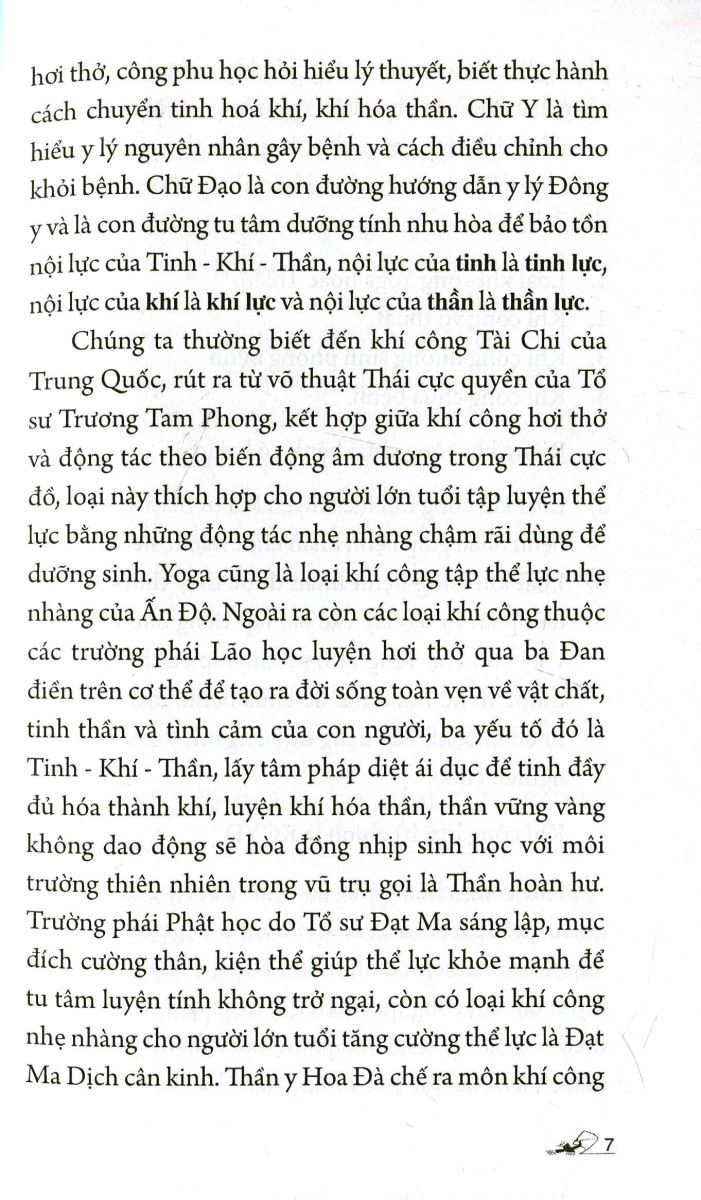 hơi thở, công phu học hỏi hiểu lý thuyết, biết thực hành
cách chuyển tinh hoá khí, khí hóa thần. Chữ Y là tìm
hiểu y lý nguyên nhân gây bệnh và cách điều chỉnh cho
khỏi bệnh. Chữ Đạo là con đường hướng dẫn y lý Đông
y và là con đường tu tâm dưỡng tính nhu hòa để bảo tồn
nội lực của Tinh - Khí - Thần, nội lực của tinh là tinh lực,
nội lực của khí là khí lực và nội lực của thần là thần lực.
Chúng ta thường biết đến khí công Tài Chi của
Trung Quốc, rút ra từ võ thuật Thái cực quyền của Tổ
sư Trương Tam Phong, kết hợp giữa khí công hơi thở
và động tác theo biến động âm dương trong Thái cực
đồ, loại này thích hợp cho người lớn tuổi tập luyện thể
lực bằng những động tác nhẹ nhàng chậm rãi dùng để
dưỡng sinh. Yoga cũng là loại khí công tập thể lực nhẹ
nhàng của Ấn Độ. Ngoài ra còn các loại khí công thuộc
các trường phái Lão học luyện hơi thở qua ba Đan
điền trên cơ thể để tạo ra đời sống toàn vẹn về vật chất,
tinh thần và tình cảm của con người, ba yếu tố đó là
Tinh - Khí - Thần, lấy tâm pháp diệt ái dục để tinh đầy
đủ hóa thành khí, luyện khí hóa thần, thần vững vàng
không dao động sẽ hòa đồng nhịp sinh học với môi
trường thiên nhiên trong vũ trụ gọi là Thần hoàn hư.
Trường phái Phật học do Tổ sư Đạt Ma sáng lập, mục
đích cường thân, kiện thể giúp thể lực khỏe mạnh để
tu tâm luyện tính không trở ngại, còn có loại khí công
nhẹ nhàng cho người lớn tuổi tăng cường thể lực là Đạt
Ma Dịch cân kinh. Thần y Hoa Đà chế ra môn khí công
7